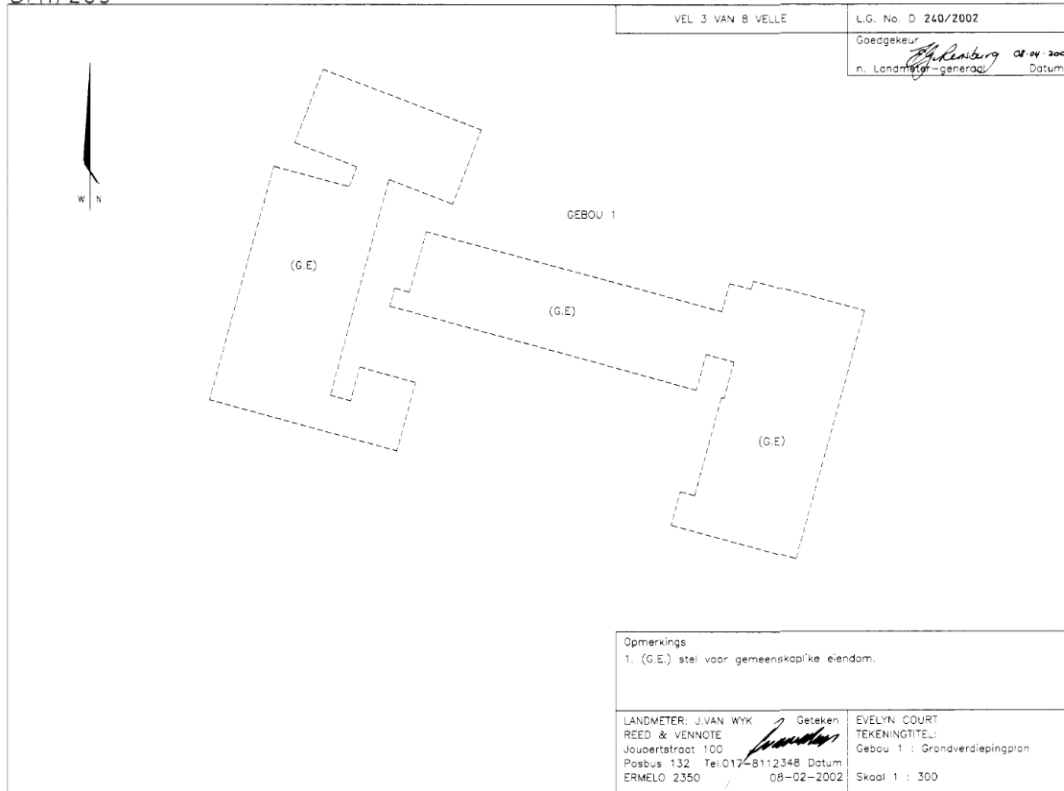 VEL 3 VAN 8 VELLE
L.G. No. D 240/2002
Goedgekeur
n. Landmeter-generaal Datum
W N
GEBOU 1
(G.E)
(G.E)
(G.E)
Opmerkings
1. (G.E.) stel voor gemeenskaplike eiendom.
LANDMETER: J.VAN WYK Geteken
REED & VENNOTE
Joubertstraat 100
Posbus 132 Tel.017-8112348 Datum
ERMELO 2350 08-02-2002
EVELYN COURT
TEKENINGTITEL:
Gebou 1 : Grondverdiepingplan
Skaal 1 : 300